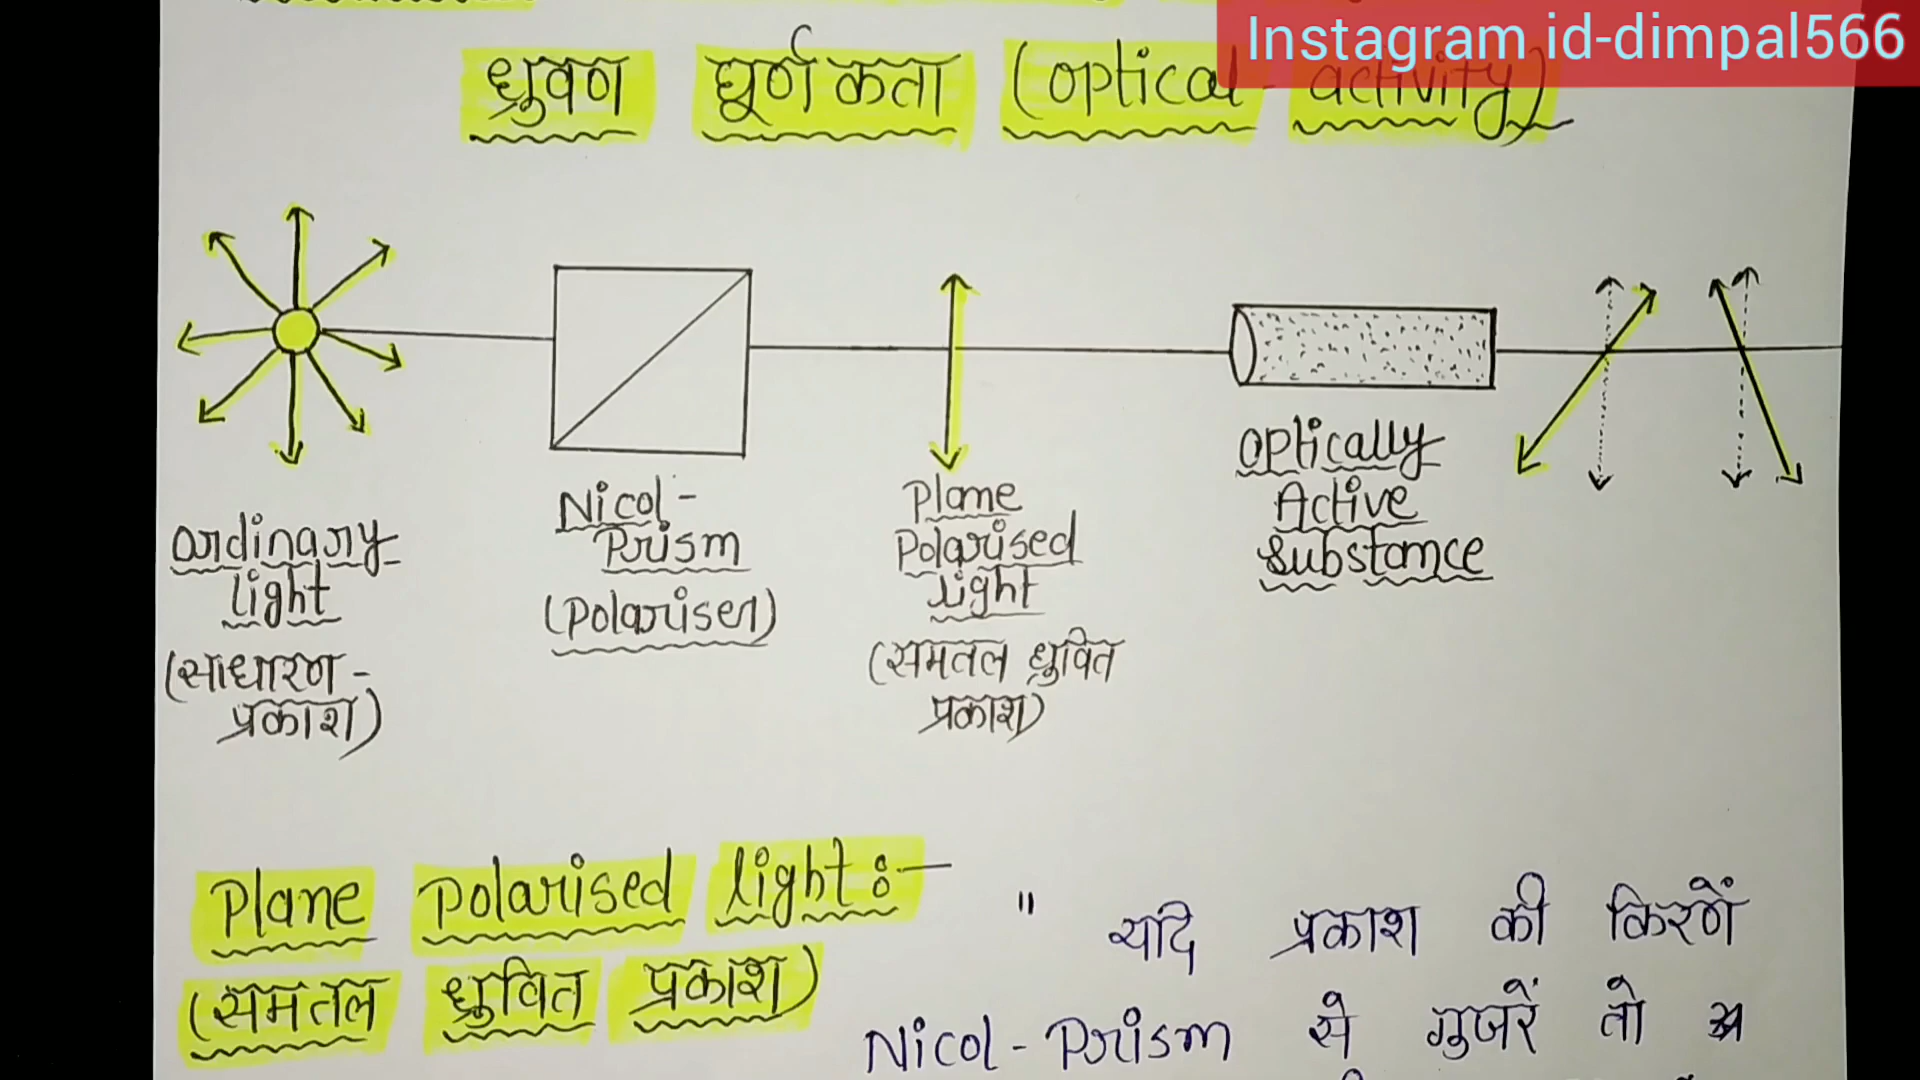 Instagram id-dimpal566
ध्रुवण घूर्णकता (optical - activity)
ordinary
light
(साधारण-
प्रकाश)
Nicol-
Prism
(Polariser)
Plane
Polarised
light
(समतल ध्रुवित
प्रकाश)
Optically
Active
Substance
Plane Polarised light :-
(समतल ध्रुवित प्रकाश)
" यदि प्रकाश की किरणें
Nicol-Prism से गुजरें तो